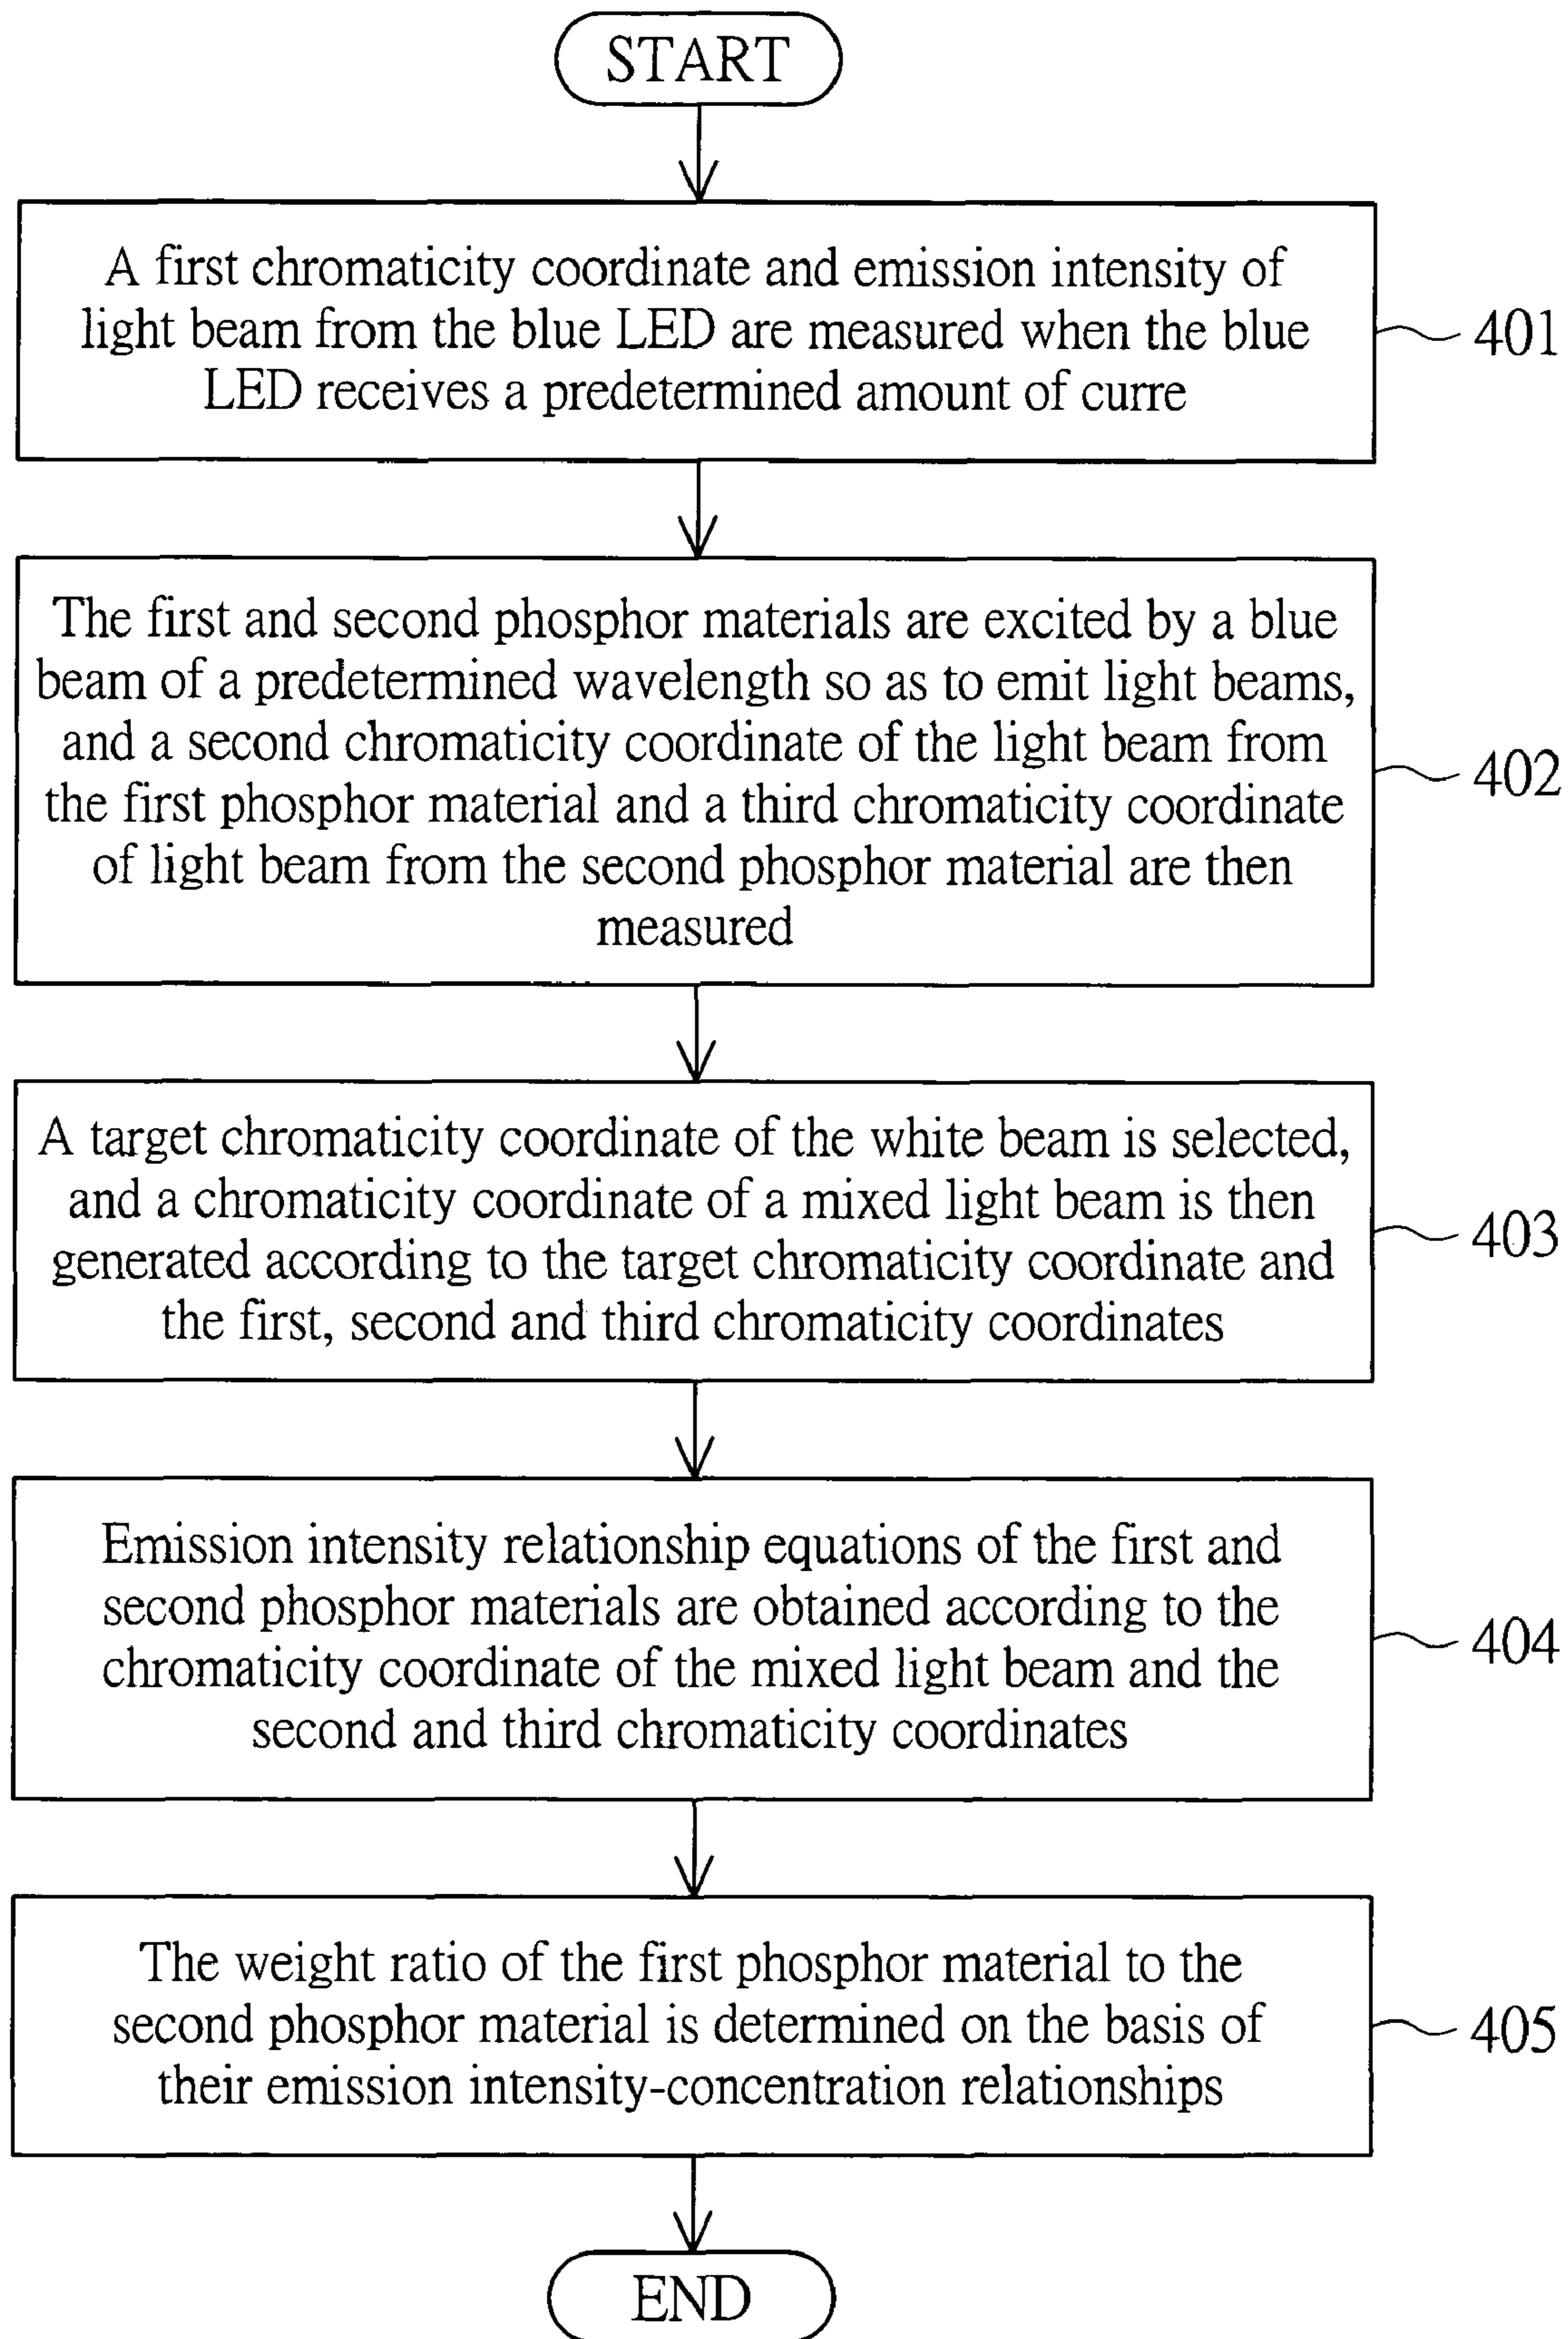 START
A first chromaticity coordinate and emission intensity of
light beam from the blue LED are measured when the blue
LED receives a predetermined amount of curre
401
The first and second phosphor materials are excited by a blue
beam of a predetermined wavelength so as to emit light beams,
and a second chromaticity coordinate of the light beam from
the first phosphor material and a third chromaticity coordinate
of light beam from the second phosphor material are then
measured
402
A target chromaticity coordinate of the white beam is selected,
and a chromaticity coordinate of a mixed light beam is then
generated according to the target chromaticity coordinate and
the first, second and third chromaticity coordinates
403
Emission intensity relationship equations of the first and
second phosphor materials are obtained according to the
chromaticity coordinate of the mixed light beam and the
second and third chromaticity coordinates
404
The weight ratio of the first phosphor material to the
second phosphor material is determined on the basis of
their emission intensity-concentration relationships
405
END